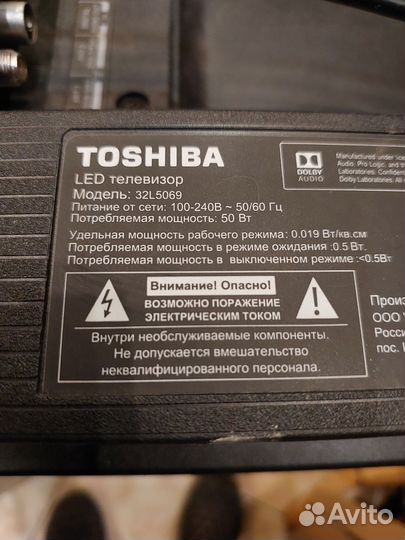 TOSHIBA
LED телевизор
Модель: 32L5069
Питание от сети: 100-240В ~ 50/60 Гц
Потребляемая мощность: 50 Вт
Удельная мощность рабочего режима: 0.019 Вт/кв.см
Потребляемая мощность в режиме ожидания :0.5 Вт.
Потребляемая мощность в выключенном режиме :<0.5Вт
DOLBY
AUDIO
Manufactured under lice
Audio, Pro Logic, and th
Laboratories. Confident
Dolby Laboratories. All r
Внимание! Опасно!
ВОЗМОЖНО ПОРАЖЕНИЕ
ЭЛЕКТРИЧЕСКИМ ТОКОМ
Внутри необслуживаемые компоненты.
Не допускается вмешательство
неквалифицированного персонала.
Произ
ООО
Росси
пос.
Avito